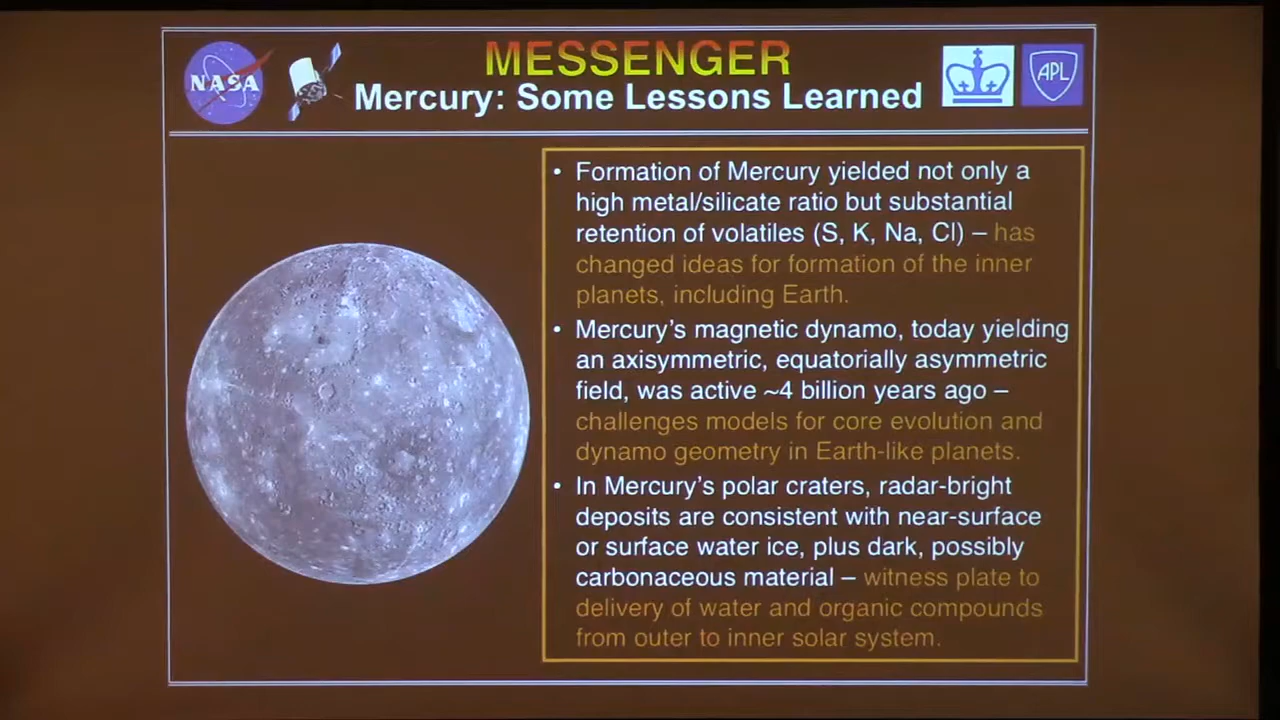 NASA
MESSENGER
Mercury: Some Lessons Learned
APL
• Formation of Mercury yielded not only a
high metal/silicate ratio but substantial
retention of volatiles (S, K, Na, Cl) – has
changed ideas for formation of the inner
planets, including Earth.
• Mercury's magnetic dynamo, today yielding
an axisymmetric, equatorially asymmetric
field, was active ~4 billion years ago –
challenges models for core evolution and
dynamo geometry in Earth-like planets.
• In Mercury's polar craters, radar-bright
deposits are consistent with near-surface
or surface water ice, plus dark, possibly
carbonaceous material – witness plate to
delivery of water and organic compounds
from outer to inner solar system.